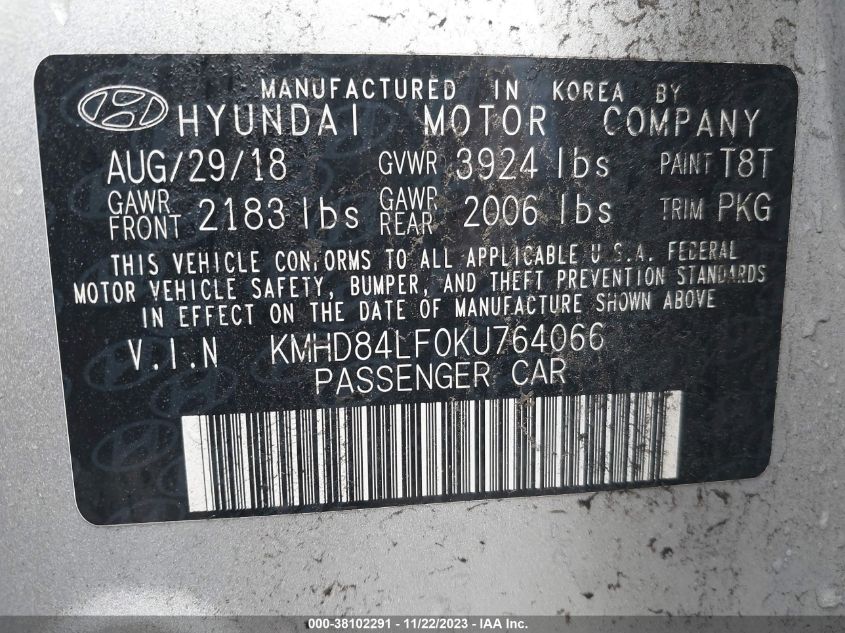 MANUFACTURED IN KOREA BY
HYUNDAI MOTOR COMPANY
AUG/29/18 GVWR 3924 lbs PAINT T8T
GAWR FRONT 2183 lbs GAWR REAR 2006 lbs TRIM PKG
THIS VEHICLE CONFORMS TO ALL APPLICABLE U.S.A. FEDERAL
MOTOR VEHICLE SAFETY, BUMPER, AND THEFT PREVENTION STANDARDS
IN EFFECT ON THE DATE OF MANUFACTURE SHOWN ABOVE
V.I.N KMHD84LF0KU764066
PASSENGER CAR
000-38102291 - 11/22/2023 - IAA Inc.